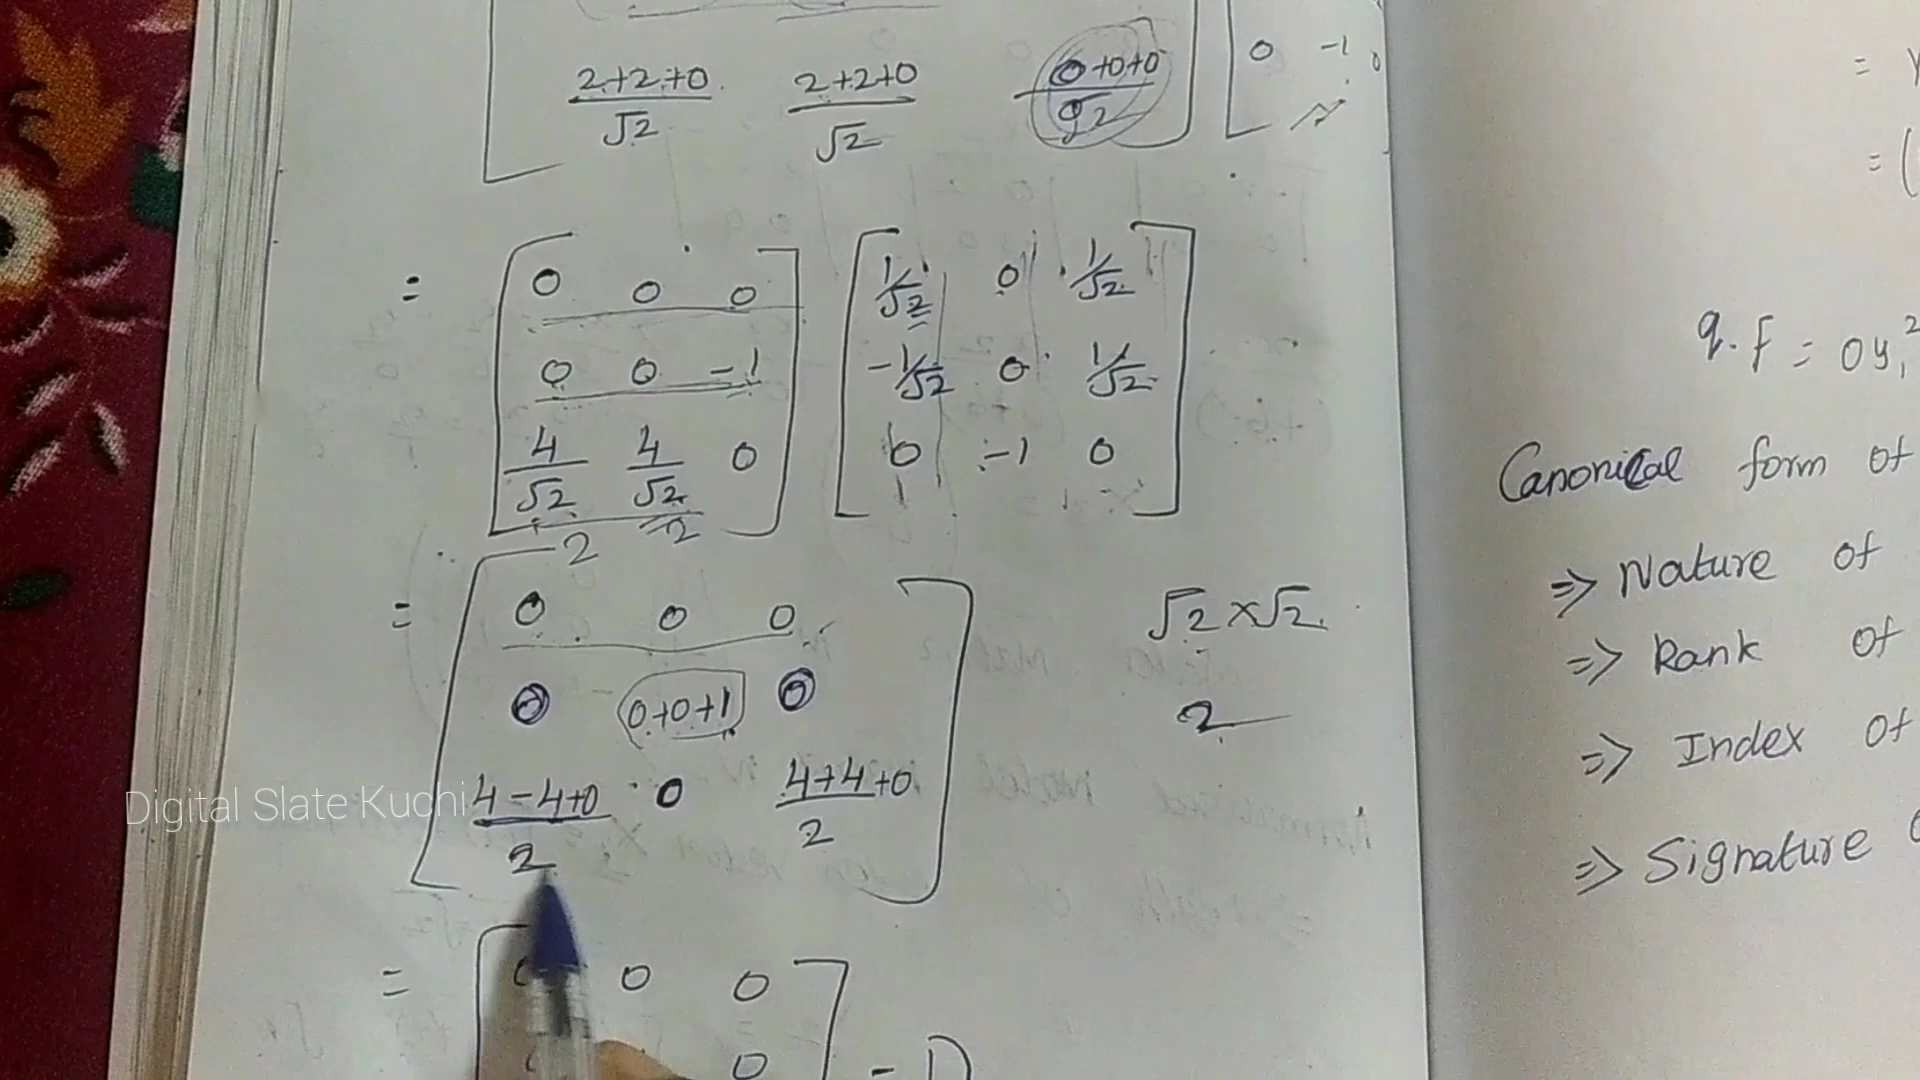 2+2+0 2+2+0 0+0+0 0 -1 0
√2 √2 √2
= 0 0 0 1/√2 0 1/√2
0 0 -1 -1/√2 0 1/√2
4/√2 4/√2 0 0 -1 0
2 2
= 0 0 0 √2×√2
0 0+0+1 0 2
4-4+0 0 4+4+0
2 2
= 0 0
0 - D
Digital Slate Kuchi
=
= (
q.f = 0y₁²
Canonical form of
⇒ Nature of
⇒ Rank of
⇒ Index of
⇒ Signature